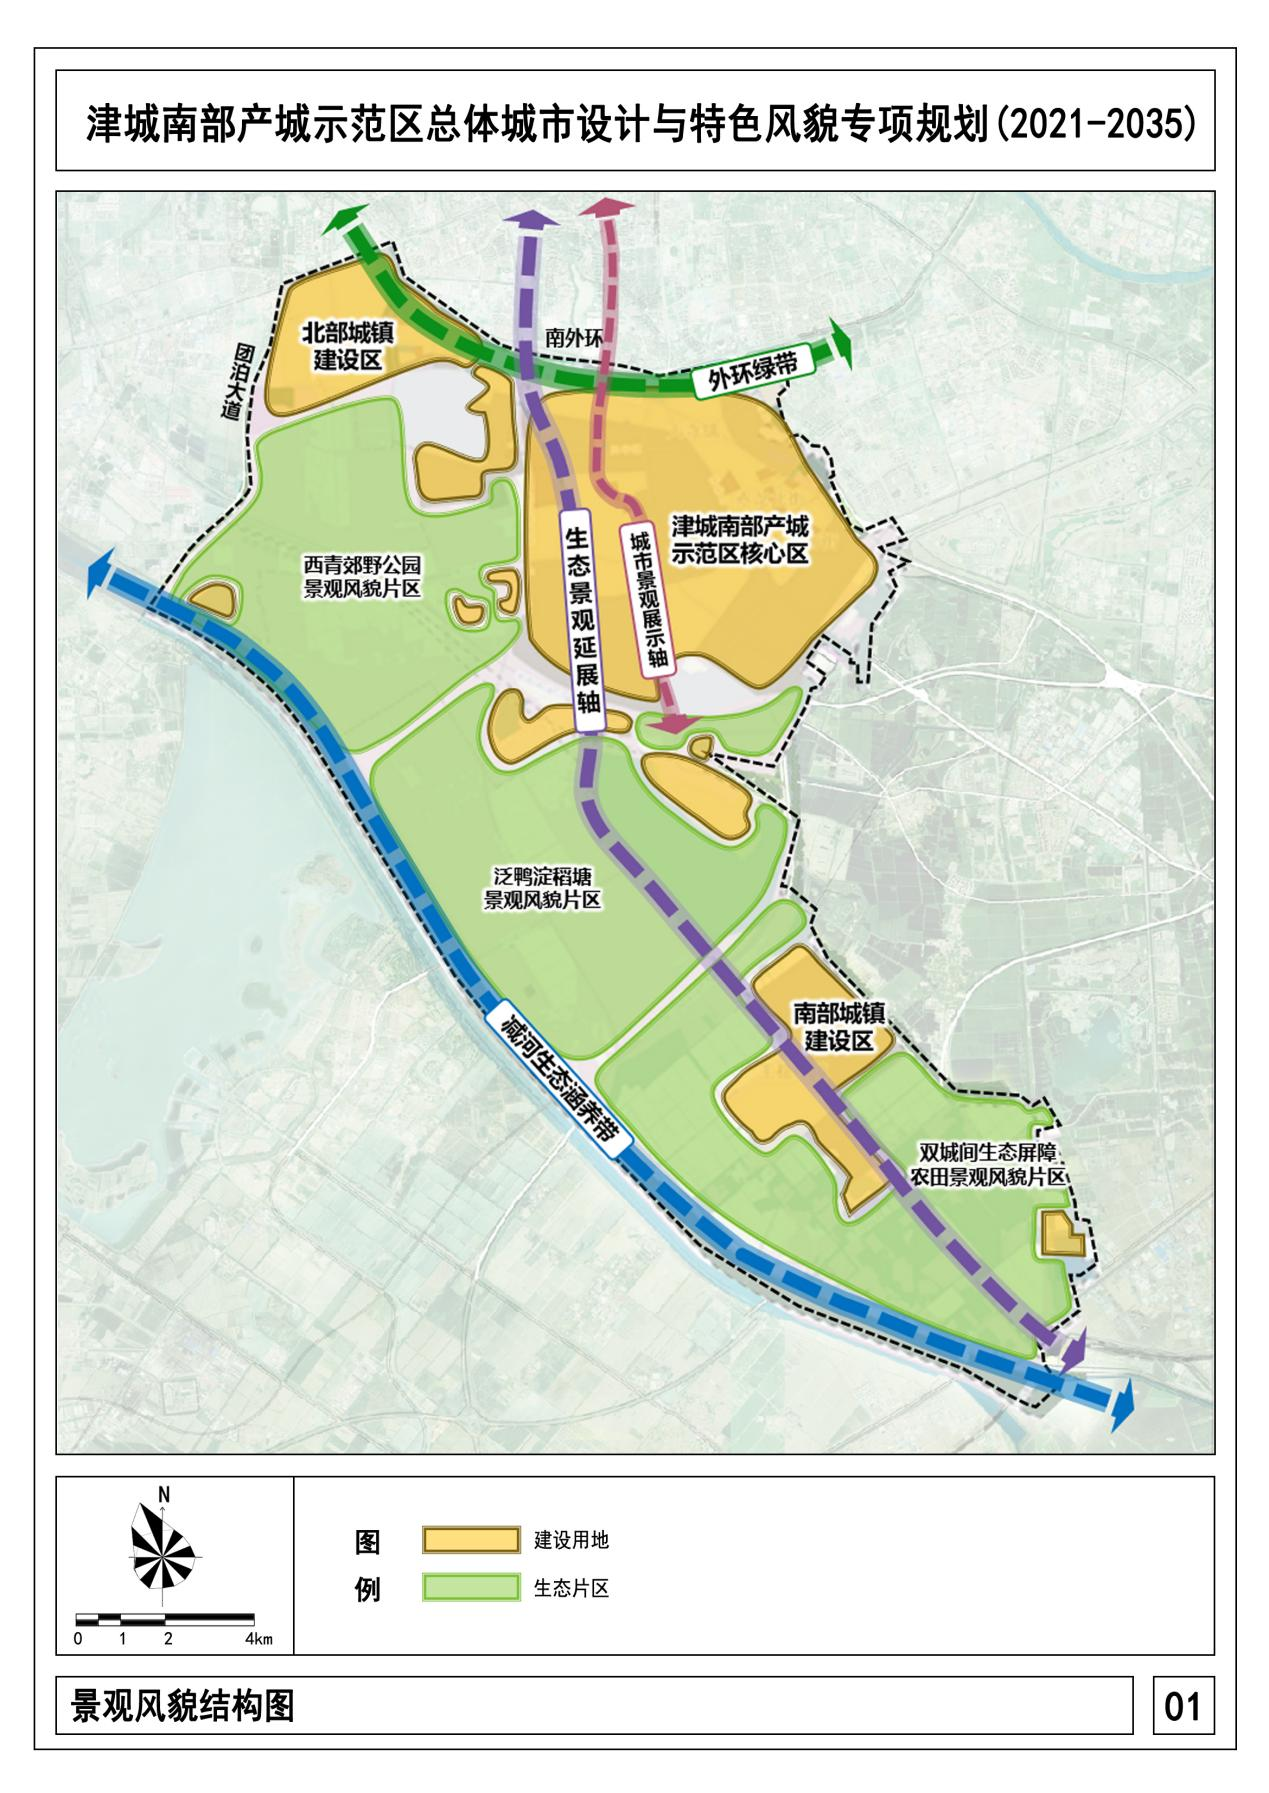 津城南部产城示范区总体城市设计与特色风貌专项规划(2021-2035)
北部城镇
建设区
南外环
外环绿带
团泊大道
津城南部产城
示范区核心区
西青郊野公园
景观风貌片区
生态景观延展轴
城市景观展示轴
泛鸭淀稻塘
景观风貌片区
南部城镇
建设区
减河生态涵养带
双城间生态屏障
农田景观风貌片区
N
0 1 2 4km
图例
建设用地
生态片区
景观风貌结构图
01